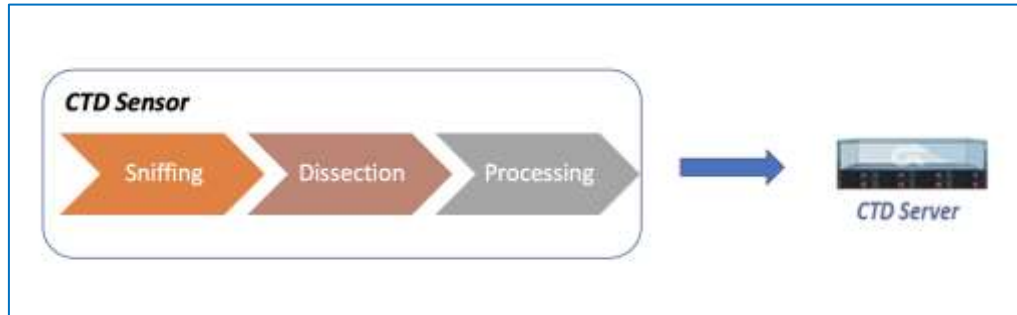 CTD Sensor
Sniffing
Dissection
Processing
CTD Server